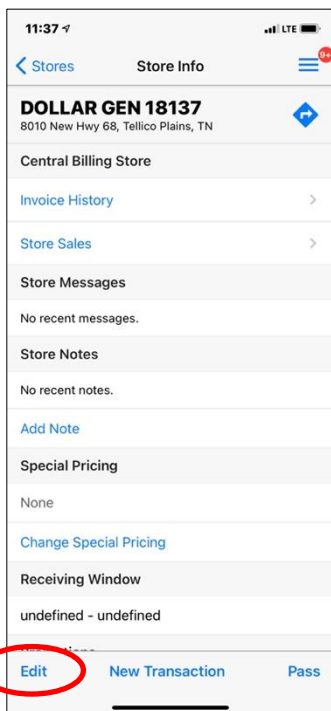 11:37
LTE
9+
Stores
Store Info
DOLLAR GEN 18137
8010 New Hwy 68, Tellico Plains, TN
Central Billing Store
Invoice History
Store Sales
Store Messages
No recent messages.
Store Notes
No recent notes.
Add Note
Special Pricing
None
Change Special Pricing
Receiving Window
undefined - undefined
Edit
New Transaction
Pass